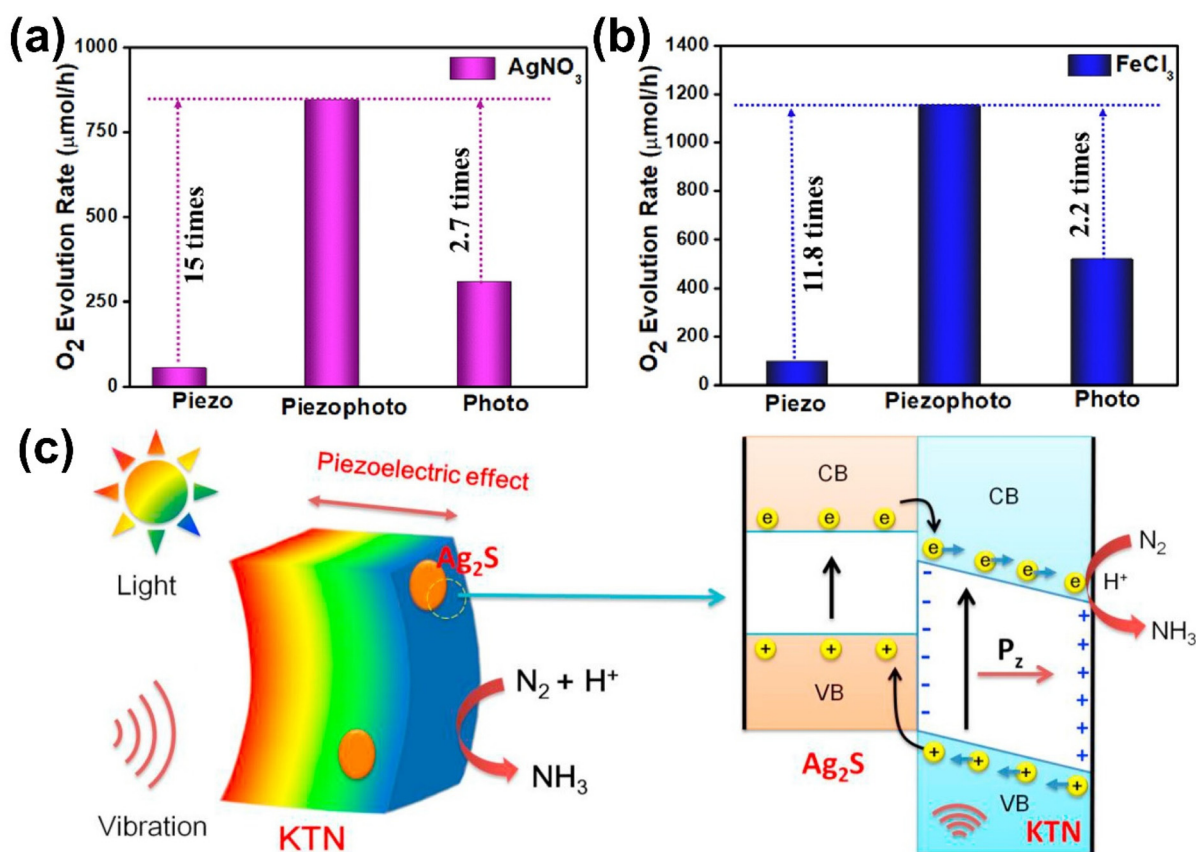 (a)
O₂ Evolution Rate (μmol/h)
1000
750
500
250
0
AgNO₃
15 times
2.7 times
Piezo
Piezophoto
Photo
(b)
O₂ Evolution Rate (μmol/h)
1400
1200
1000
800
600
400
200
0
FeCl₃
11.8 times
2.2 times
Piezo
Piezophoto
Photo
(c)
Light
Vibration
Piezoelectric effect
Ag₂S
N₂ + H⁺
NH₃
KTN
CB
e e e
+ + +
VB
Ag₂S
CB
e e e e
N₂
H⁺
NH₃
- - - - - -
P_z
+ + + + + +
+ + + +
VB
KTN